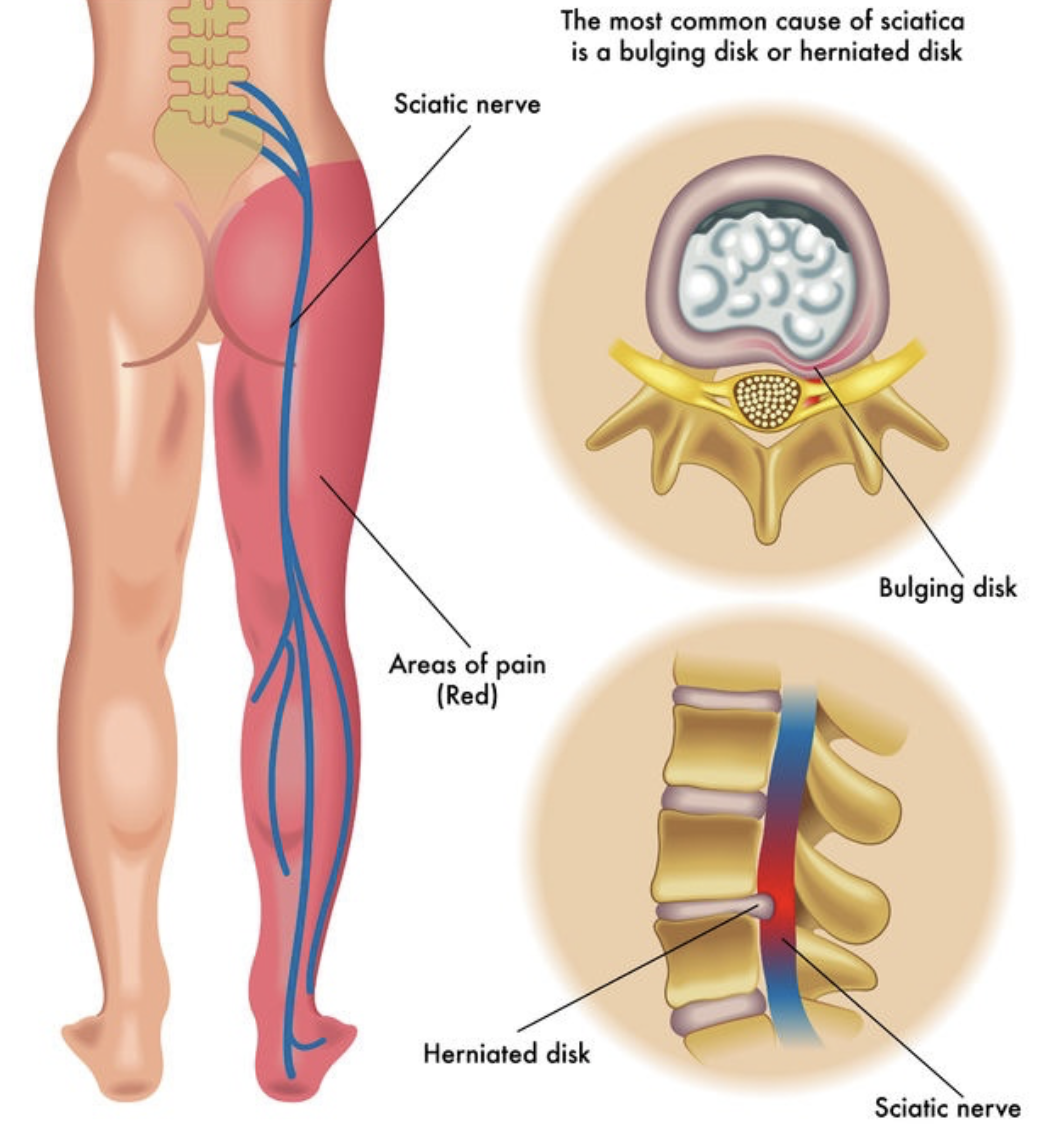 The most common cause of sciatica
is a bulging disk or herniated disk
Sciatic nerve
Bulging disk
Areas of pain
(Red)
Herniated disk
Sciatic nerve